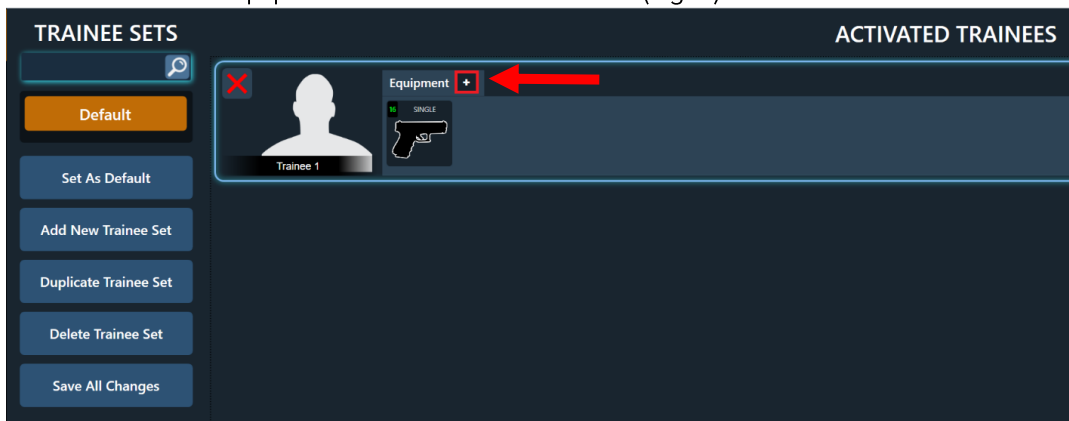 TRAINEE SETS
ACTIVATED TRAINEES
Default
Set As Default
Add New Trainee Set
Duplicate Trainee Set
Delete Trainee Set
Save All Changes
Equipment +
16 SINGLE
Trainee 1